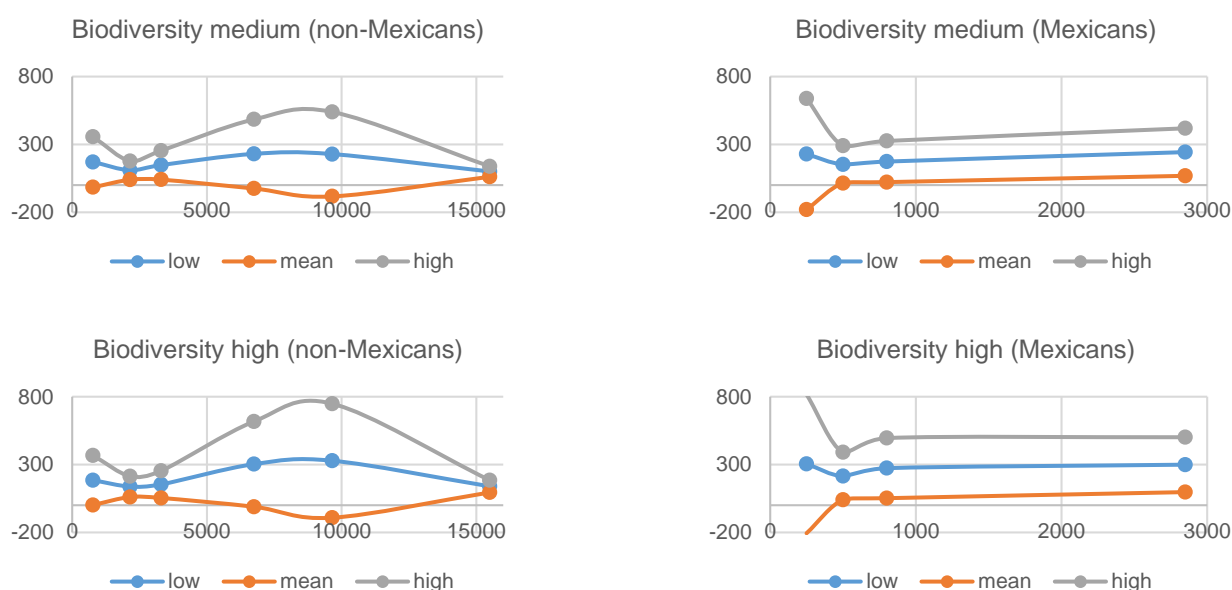 Biodiversity medium (non-Mexicans)
800
300
-200
0 5000 10000 15000
low mean high
Biodiversity medium (Mexicans)
800
300
-200
0 1000 2000 3000
low mean high
Biodiversity high (non-Mexicans)
800
300
-200
0 5000 10000 15000
low mean high
Biodiversity high (Mexicans)
800
300
-200
0 1000 2000 3000
low mean high